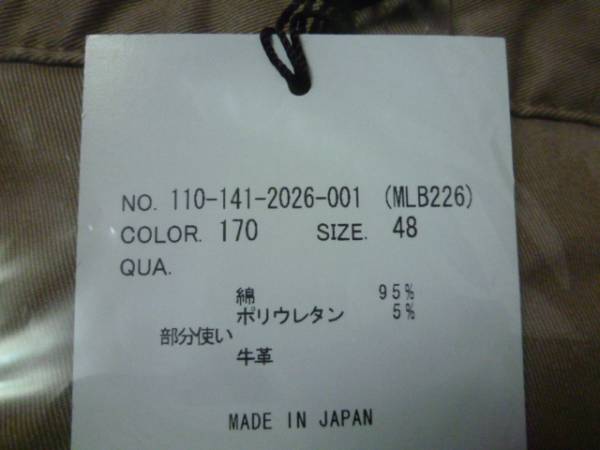 NO. 110-141-2026-001 (MLB226)
COLOR. 170 SIZE. 48
QUA.
綿 95%
ポリウレタン 5%
部分使い
牛革
MADE IN JAPAN